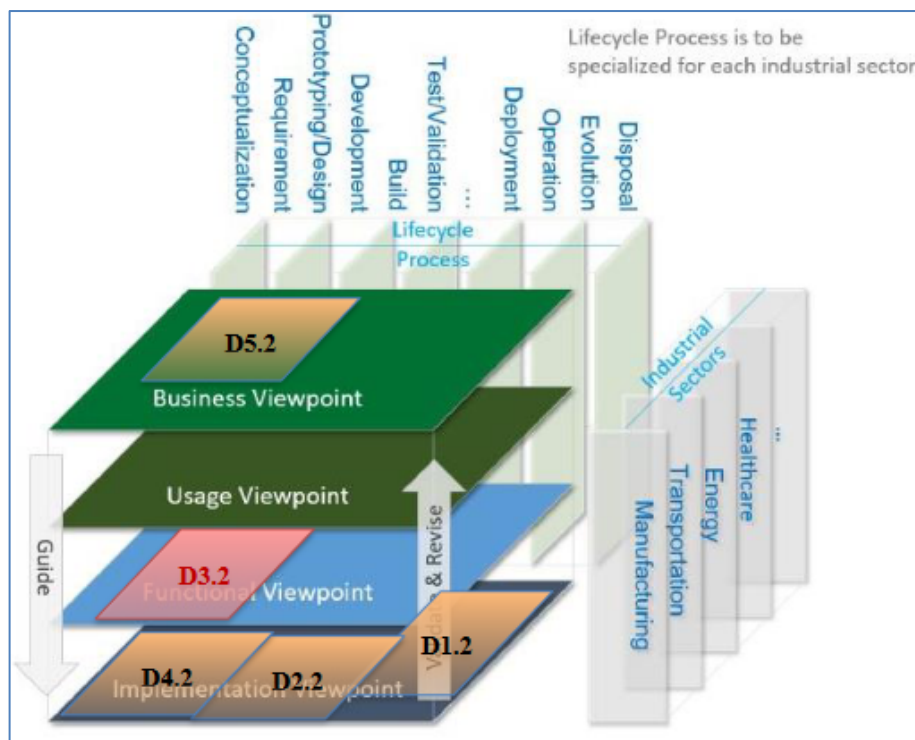 Lifecycle Process is to be
specialized for each industrial sector
Conceptualization
Requirement
Prototyping/Design
Development
Build
Test/Validation
...
Deployment
Operation
Evolution
Disposal
Lifecycle
Process
D5.2
Business Viewpoint
Usage Viewpoint
D3.2
Functional Viewpoint
D1.2
D4.2
D2.2
Implementation Viewpoint
Guide
Validate & Revise
Industrial
Sectors
Manufacturing
Transportation
Energy
Healthcare
...